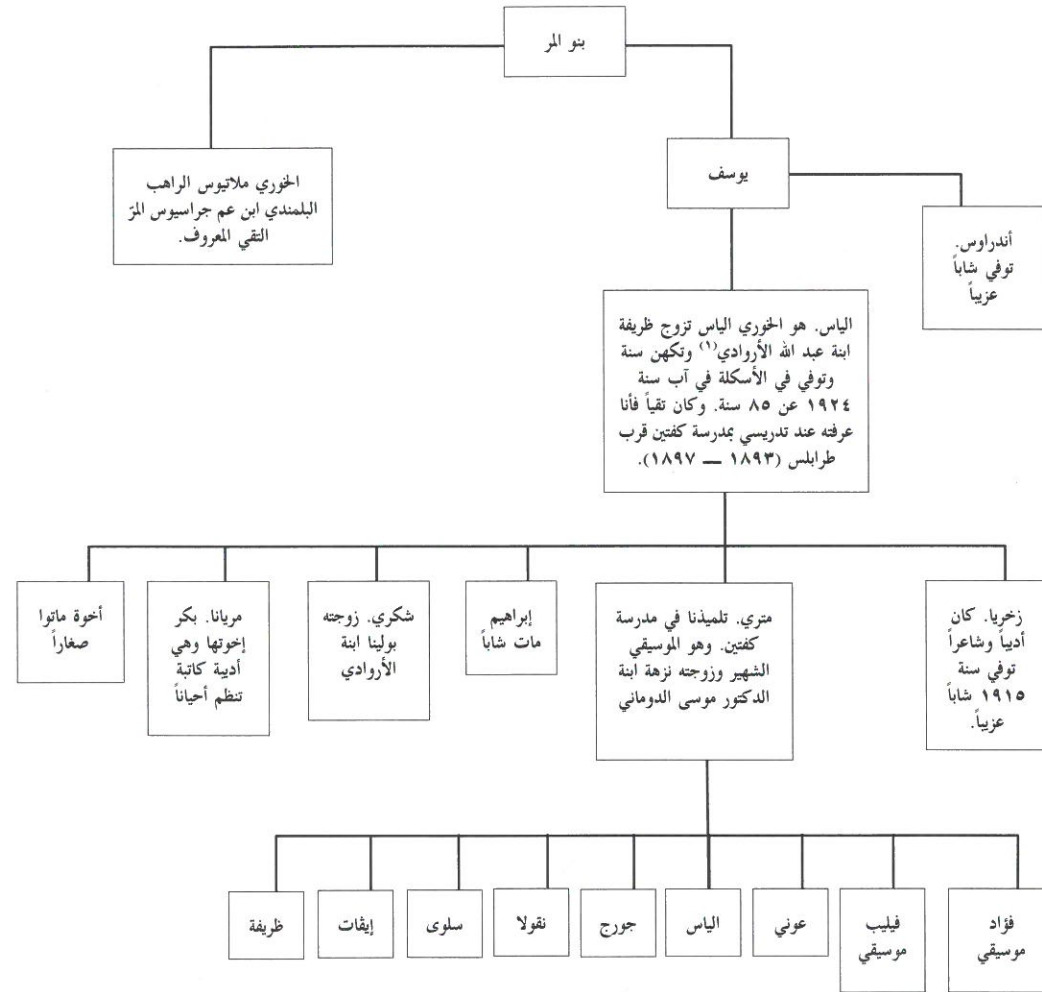 بنو المر
يوسف
الخوري ملاتيوس الراهب
البلمندي ابن عم جراسيوس المرّ
التقي المعروف.
أندراوس.
توفي شاباً
عزيباً
الياس. هو الخوري الياس تزوج ظريفة
ابنة عبد الله الأروادي(١) وتكهن سنة
وتوفي في الأسكلة في آب سنة
١٩٢٤ عن ٨٥ سنة. وكان تقياً فأنا
عرفته عند تدريسي بمدرسة كفتين قرب
طرابلس (١٨٩٣ — ١٨٩٧).
زخريا. كان
أديباً وشاعراً
توفي سنة
١٩١٥ شاباً
عزيباً.
متري. تلميذنا في مدرسة
كفتين. وهو الموسيقي
الشهير وزوجته نزهة ابنة
الدكتور موسى الدوماني
إبراهيم
مات شاباً
شكري. زوجته
بولينا ابنة
الأروادي
مريانا. بكر
إخوتها وهي
أديبة كاتبة
تنظم أحياناً
أخوة ماتوا
صغاراً
فؤاد
موسيقي
فيليب
موسيقي
عوني
الياس
جورج
نقولا
سلوى
إيڤات
ظريفة